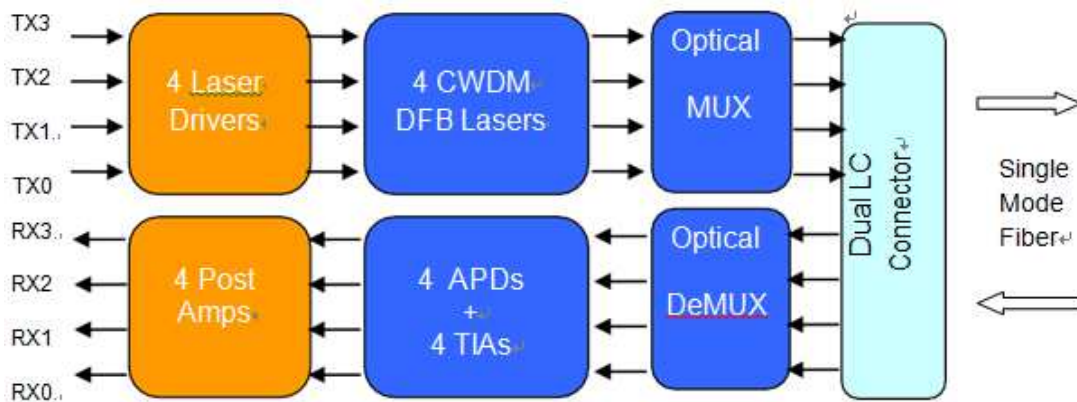 TX3
TX2
TX1.
TX0
4 Laser
Drivers
4 CWDM
DFB Lasers
Optical
MUX
Dual LC
Connector
Single
Mode
Fiber
RX3.
RX2
RX1
RX0.
4 Post
Amps
4 APDs
+
4 TIAs
Optical
DeMUX